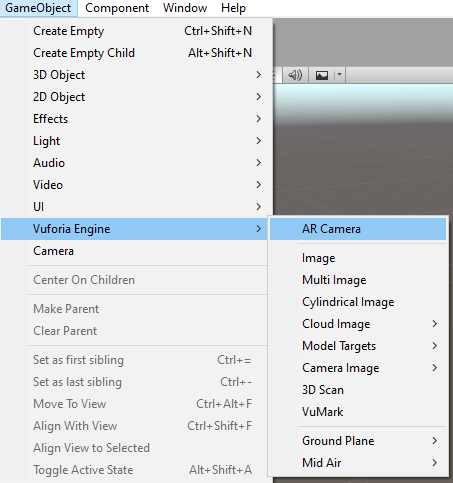 GameObject Component Window Help
Create Empty Ctrl+Shift+N
Create Empty Child Alt+Shift+N
3D Object
2D Object
Effects
Light
Audio
Video
UI
Vuforia Engine
Camera
Center On Children
Make Parent
Clear Parent
Set as first sibling Ctrl+=
Set as last sibling Ctrl+-
Move To View Ctrl+Alt+F
Align With View Ctrl+Shift+F
Align View to Selected
Toggle Active State Alt+Shift+A
AR Camera
Image
Multi Image
Cylindrical Image
Cloud Image
Model Targets
Camera Image
3D Scan
VuMark
Ground Plane
Mid Air